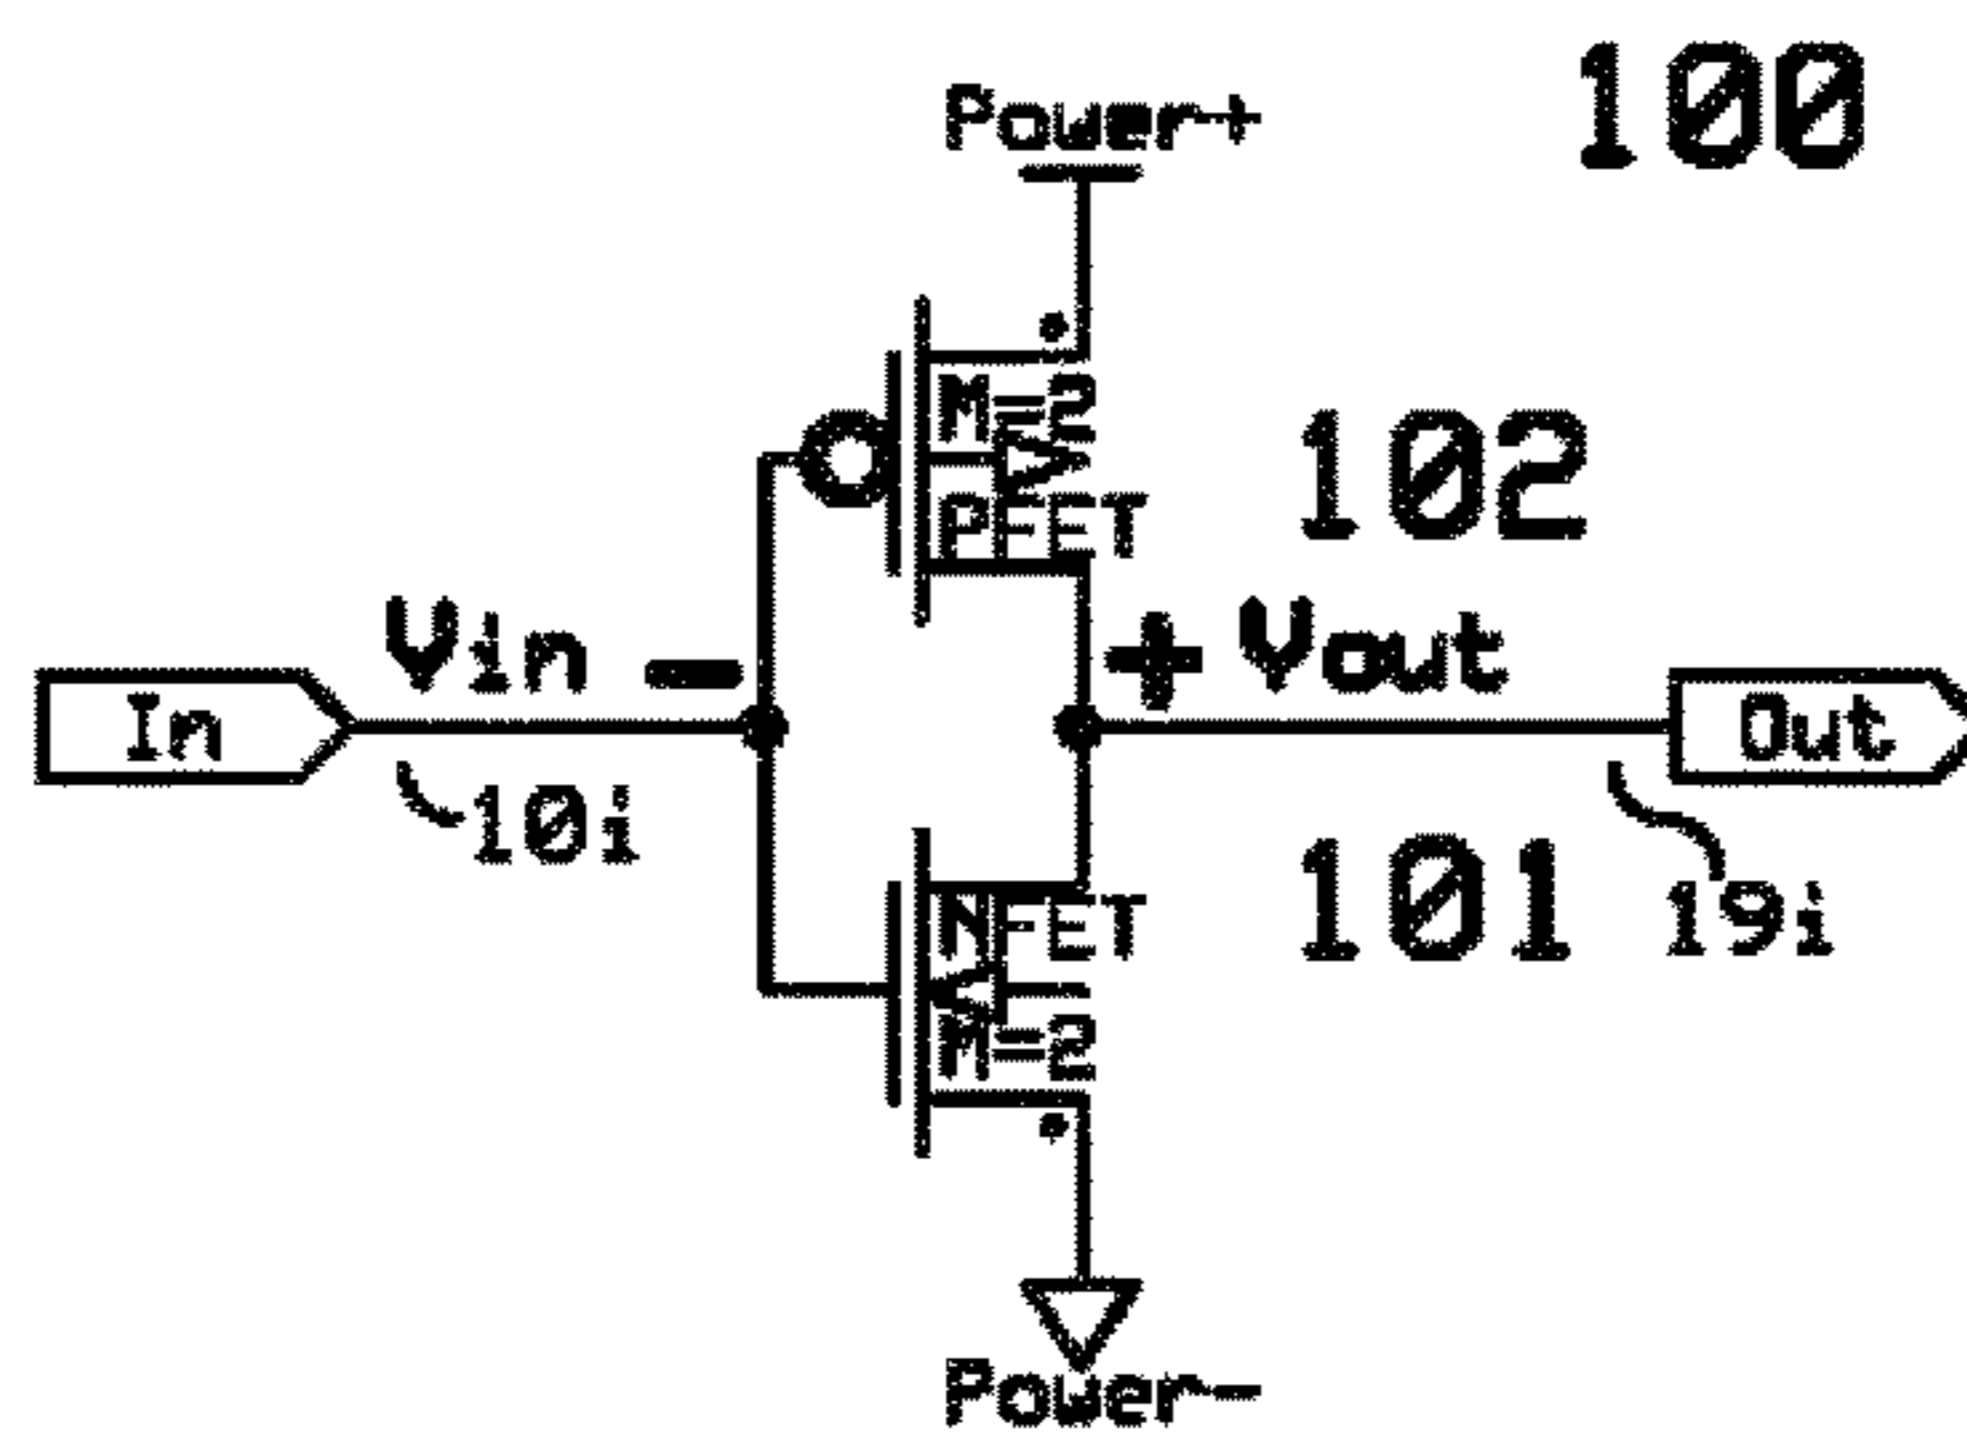 100
Power+
M=2
102
PFET
Vin - + Vout
In
Out
10i
101
19i
NFET
M=2
Power-